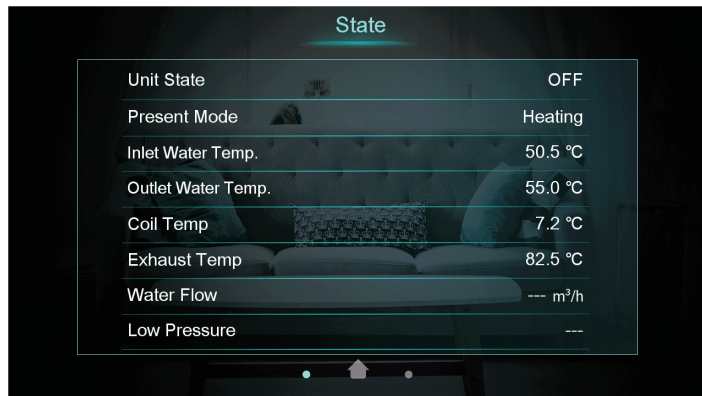 State
Unit State OFF
Present Mode Heating
Inlet Water Temp. 50.5 ℃
Outlet Water Temp. 55.0 ℃
Coil Temp 7.2 ℃
Exhaust Temp 82.5 ℃
Water Flow --- m³/h
Low Pressure ---